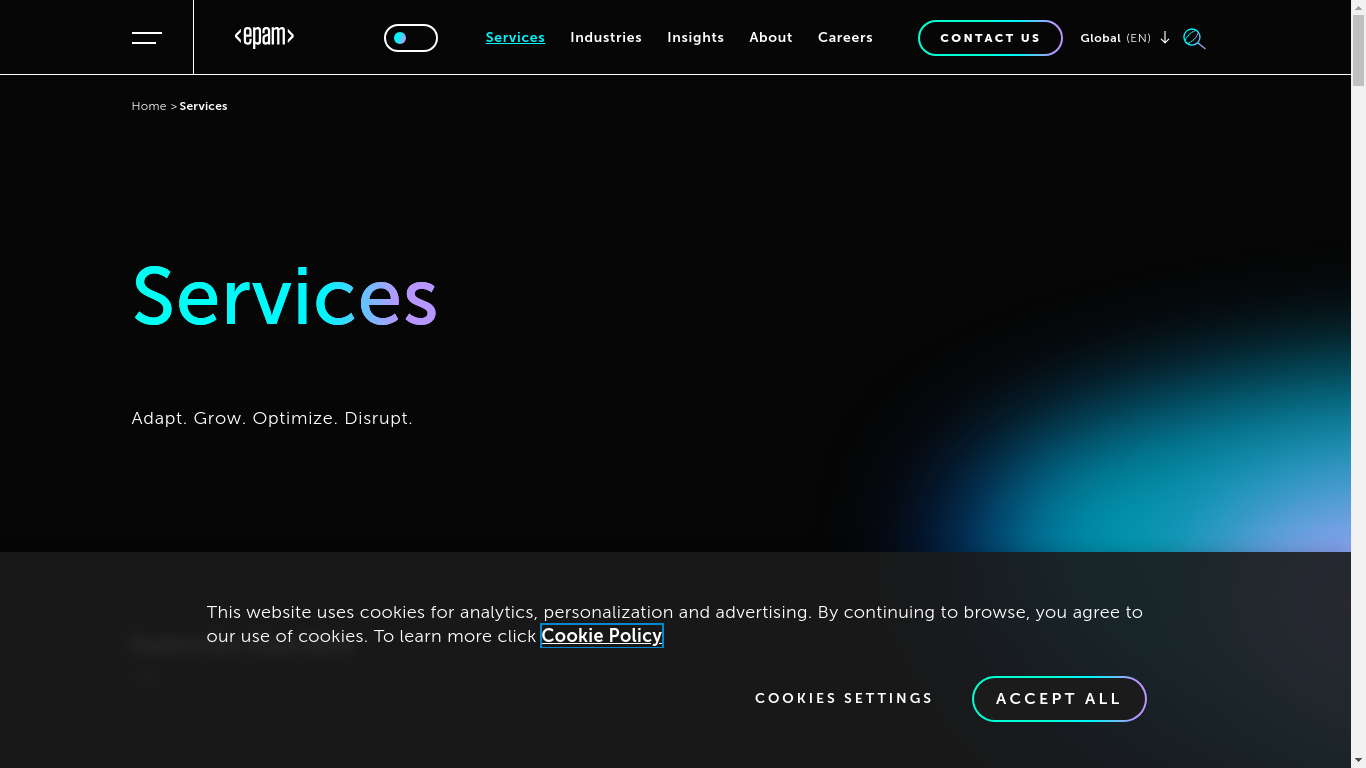 <epam>
Services
Industries
Insights
About
Careers
CONTACT US
Global (EN)
Home > Services
Services
Adapt. Grow. Optimize. Disrupt.
This website uses cookies for analytics, personalization and advertising. By continuing to browse, you agree to
our use of cookies. To learn more click Cookie Policy
COOKIES SETTINGS
ACCEPT ALL